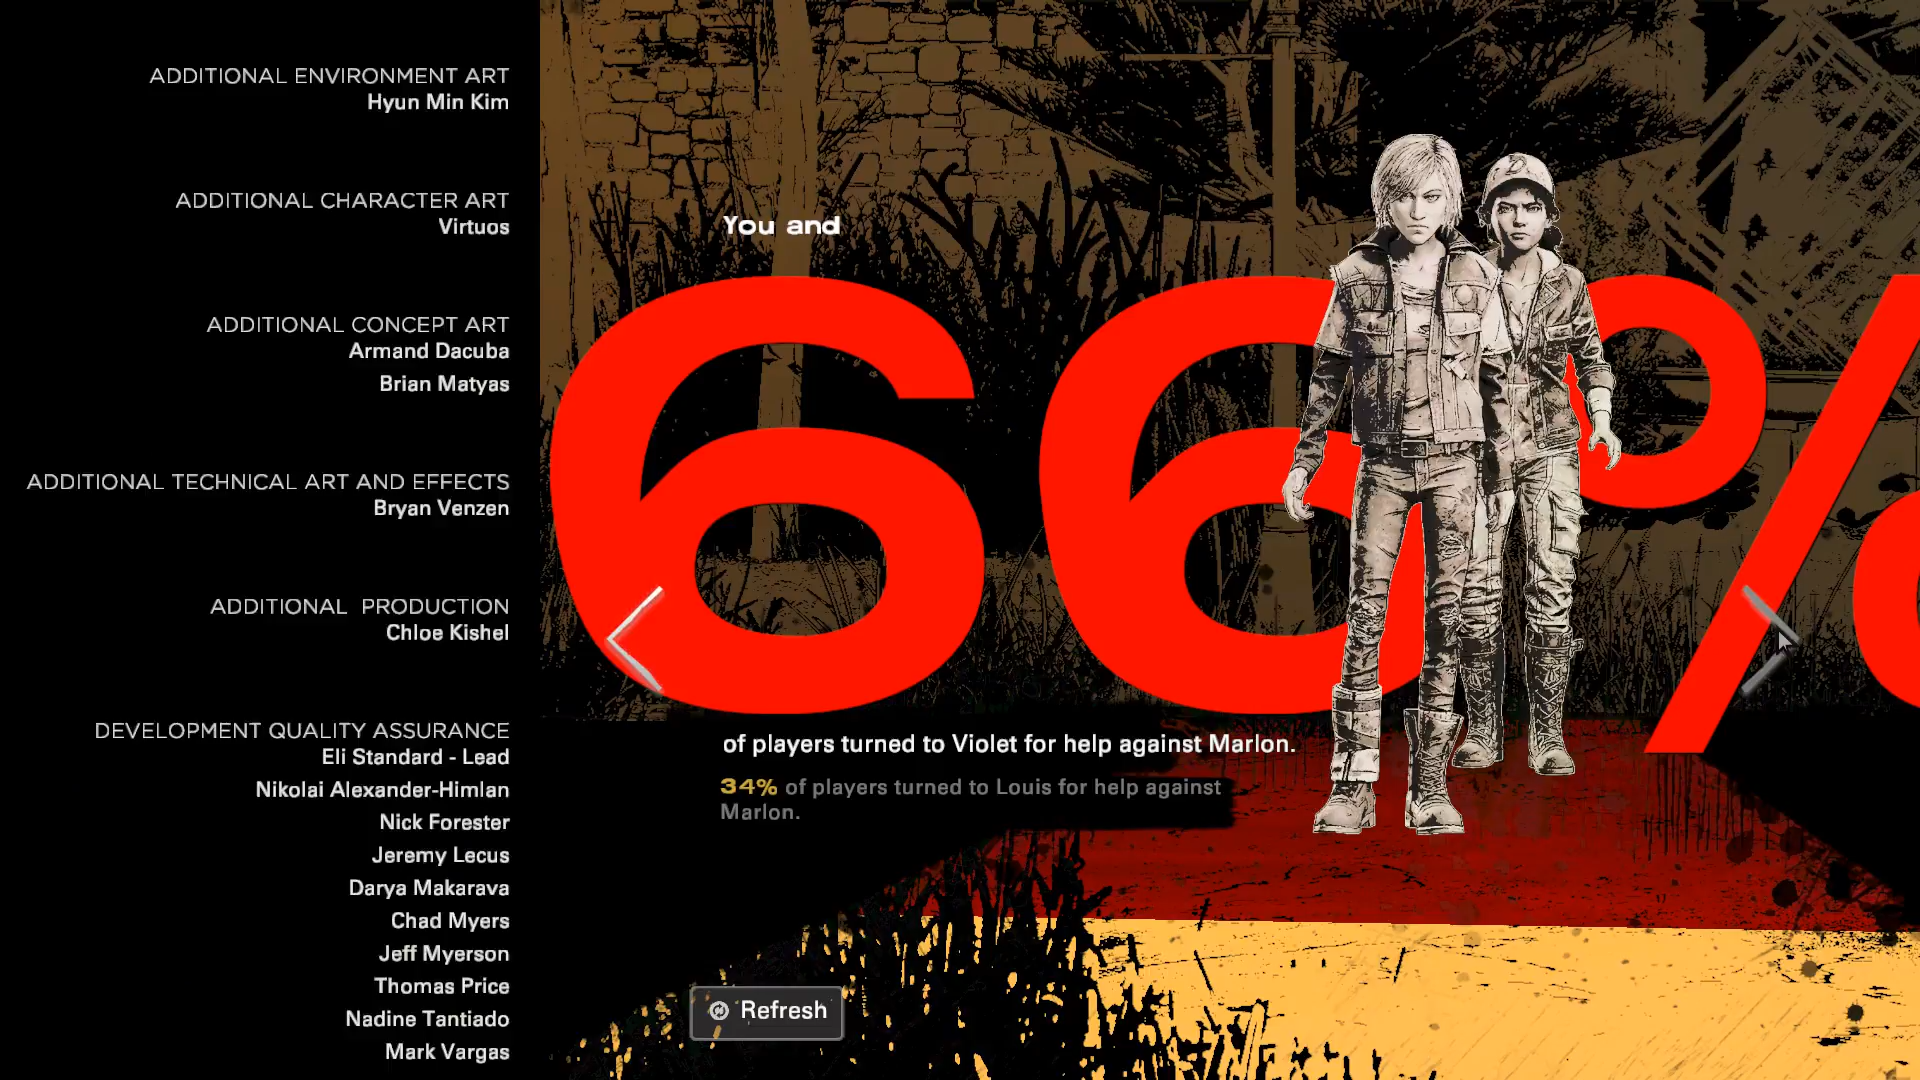 ADDITIONAL ENVIRONMENT ART
Hyun Min Kim
ADDITIONAL CHARACTER ART
Virtuos
ADDITIONAL CONCEPT ART
Armand Dacuba
Brian Matyas
ADDITIONAL TECHNICAL ART AND EFFECTS
Bryan Venzen
ADDITIONAL PRODUCTION
Chloe Kishel
DEVELOPMENT QUALITY ASSURANCE
Eli Standard - Lead
Nikolai Alexander-Himlan
Nick Forester
Jeremy Lecus
Darya Makarava
Chad Myers
Jeff Myerson
Thomas Price
Nadine Tantiado
Mark Vargas
You and
66%
of players turned to Violet for help against Marlon.
34% of players turned to Louis for help against
Marlon.
Refresh